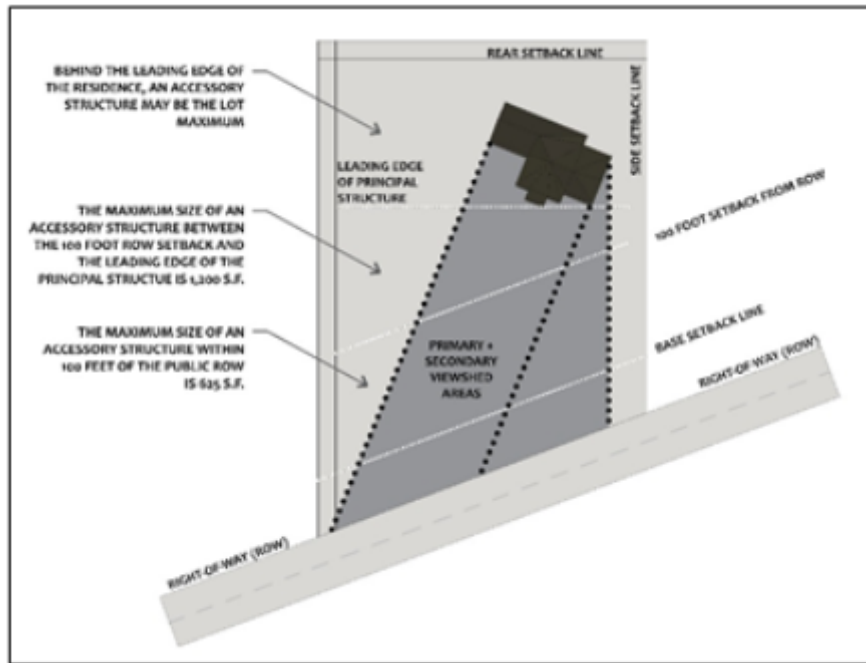 REAR SETBACK LINE
BEHIND THE LEADING EDGE OF
THE RESIDENCE, AN ACCESSORY
STRUCTURE MAY BE THE LOT
MAXIMUM
SIDE SETBACK LINE
LEADING EDGE
OF PRINCIPAL
STRUCTURE
THE MAXIMUM SIZE OF AN
ACCESSORY STRUCTURE BETWEEN
THE 100 FOOT ROW SETBACK AND
THE LEADING EDGE OF THE
PRINCIPAL STRUCTUE IS 1,200 S.F.
100 FOOT SETBACK FROM ROW
THE MAXIMUM SIZE OF AN
ACCESSORY STRUCTURE WITHIN
100 FEET OF THE PUBLIC ROW
IS 625 S.F.
PRIMARY +
SECONDARY
VIEWSHED
AREAS
BASE SETBACK LINE
RIGHT-OF-WAY (ROW)
RIGHT-OF-WAY (ROW)